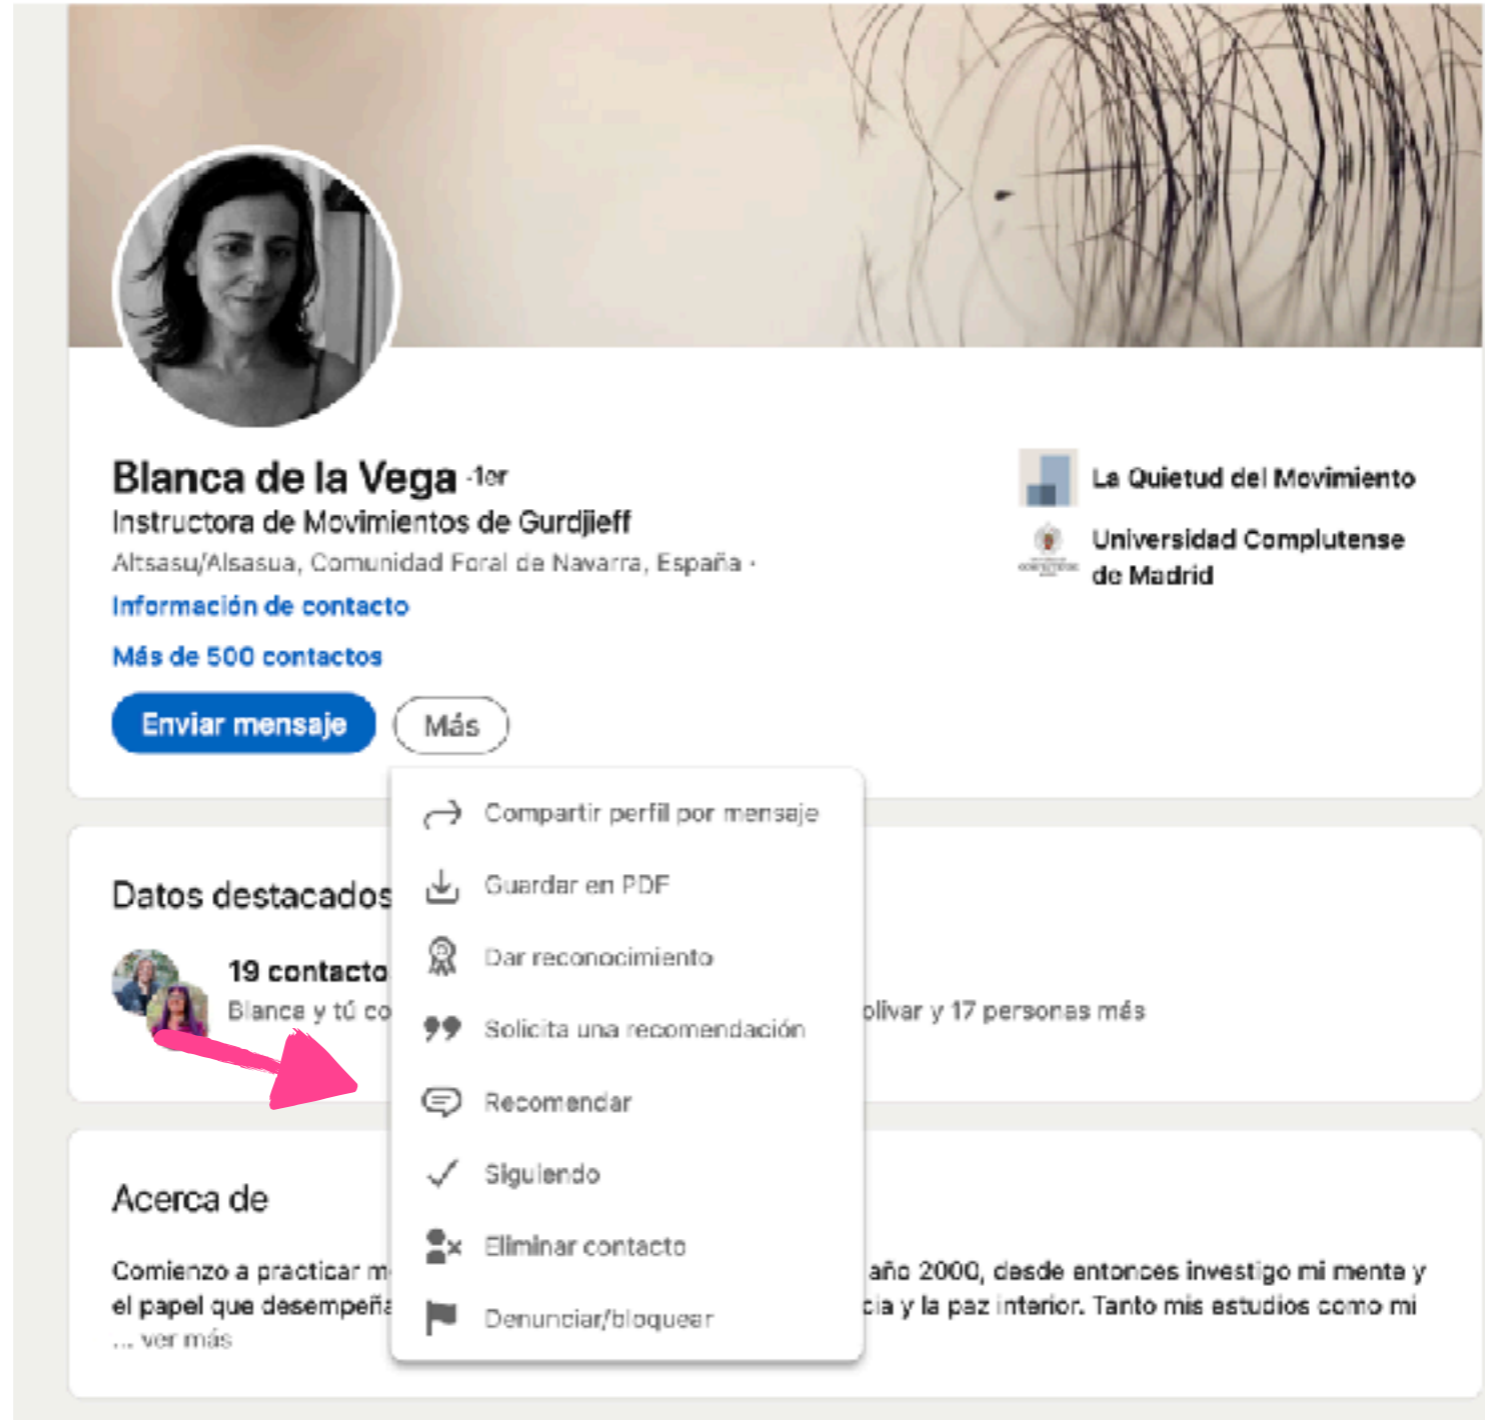 Blanca de la Vega · 1er
Instructora de Movimientos de Gurdjieff
Altsasu/Alsasua, Comunidad Foral de Navarra, España ·
Información de contacto
Más de 500 contactos
Enviar mensaje
Más
La Quietud del Movimiento
Universidad Complutense
de Madrid
Compartir perfil por mensaje
Guardar en PDF
Dar reconocimiento
Solicita una recomendación
Recomendar
Siguiendo
Eliminar contacto
Denunciar/bloquear
Datos destacados
19 contacto
Blanca y tú co
olivar y 17 personas más
Acerca de
Comienzo a practicar m año 2000, desde entonces investigo mi mente y
el papel que desempeña cia y la paz interior. Tanto mis estudios como mi
... ver más